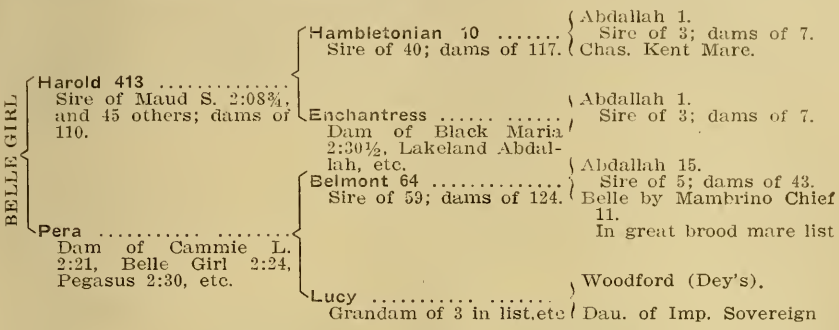 BELLE GIRL
Harold 413 ..............
Sire of Maud S. 2:08¾,
and 45 others; dams of
110.
Hambletonian 10 .......
Sire of 40; dams of 117.
Abdallah 1.
Sire of 3; dams of 7.
Chas. Kent Mare.
Enchantress ...... ......
Dam of Black Maria
2:30½, Lakeland Abdal-
lah, etc.
Abdallah 1.
Sire of 3; dams of 7.
Pera .......... ..........
Dam of Cammie L.
2:21, Belle Girl 2:24,
Pegasus 2:30, etc.
Belmont 64 ..............
Sire of 59; dams of 124.
Abdallah 15.
Sire of 5; dams of 43.
Belle by Mambrino Chief
11.
In great brood mare list
Lucy ........... .......
Grandam of 3 in list,etc
Woodford (Dey's).
Dau. of Imp. Sovereign